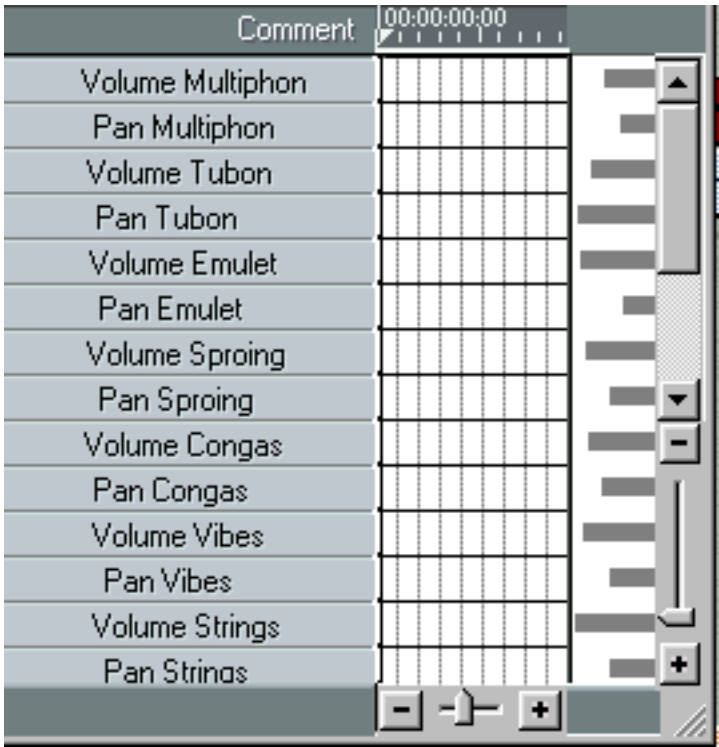 Comment 00:00:00:00
Volume Multiphon
Pan Multiphon
Volume Tubon
Pan Tubon
Volume Emulet
Pan Emulet
Volume Sproing
Pan Sproing
Volume Congas
Pan Congas
Volume Vibes
Pan Vibes
Volume Strings
Pan Strings